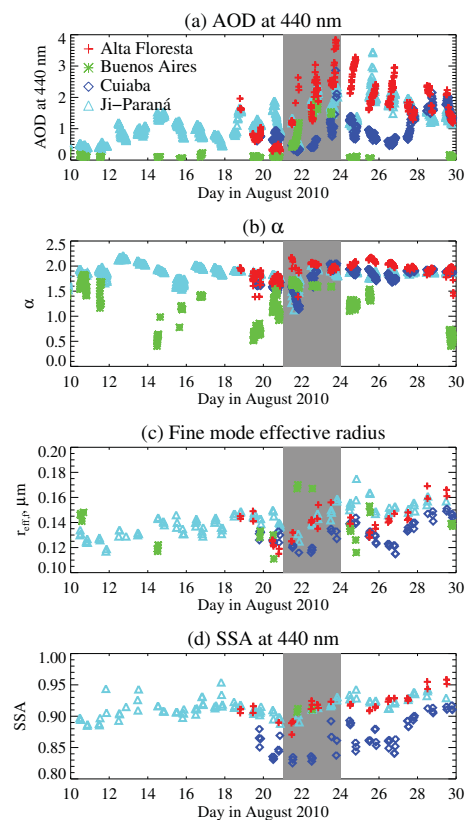 (a) AOD at 440 nm
AOD at 440 nm
4
3
2
1
0
Alta Floresta
Buenos Aires
Cuiaba
Ji-Paraná
10 12 14 16 18 20 22 24 26 28 30
Day in August 2010
(b) α
α
2.5
2.0
1.5
1.0
0.5
0.0
10 12 14 16 18 20 22 24 26 28 30
Day in August 2010
(c) Fine mode effective radius
r_eff,f, μm
0.20
0.18
0.16
0.14
0.12
0.10
10 12 14 16 18 20 22 24 26 28 30
Day in August 2010
(d) SSA at 440 nm
SSA
1.00
0.95
0.90
0.85
0.80
10 12 14 16 18 20 22 24 26 28 30
Day in August 2010